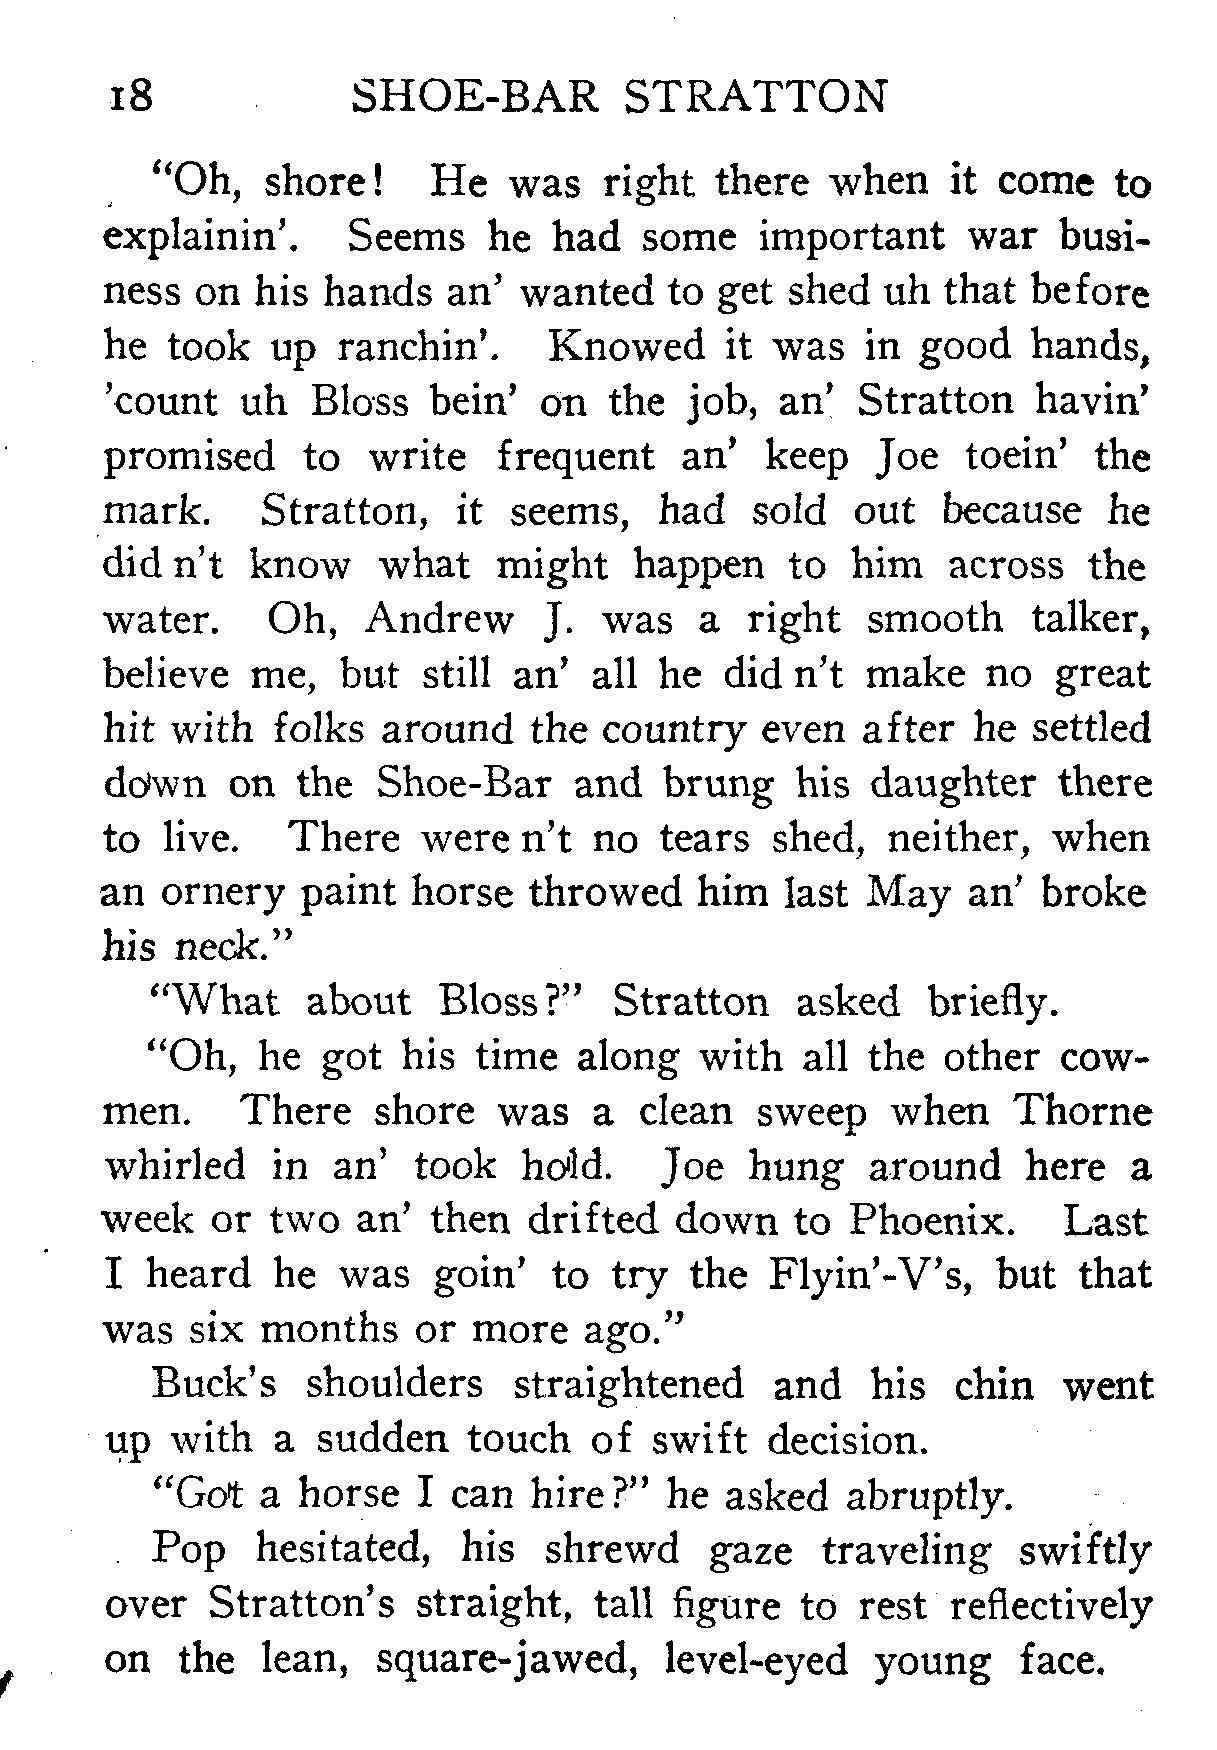 18 SHOE-BAR STRATTON
"Oh, shore! He was right there when it come to
explainin'. Seems he had some important war busi-
ness on his hands an' wanted to get shed uh that before
he took up ranchin'. Knowed it was in good hands,
'count uh Bloss bein' on the job, an' Stratton havin'
promised to write frequent an' keep Joe toein' the
mark. Stratton, it seems, had sold out because he
did n't know what might happen to him across the
water. Oh, Andrew J. was a right smooth talker,
believe me, but still an' all he did n't make no great
hit with folks around the country even after he settled
down on the Shoe-Bar and brung his daughter there
to live. There were n't no tears shed, neither, when
an ornery paint horse throwed him last May an' broke
his neck."
"What about Bloss?" Stratton asked briefly.
"Oh, he got his time along with all the other cow-
men. There shore was a clean sweep when Thorne
whirled in an' took hold. Joe hung around here a
week or two an' then drifted down to Phoenix. Last
I heard he was goin' to try the Flyin'-V's, but that
was six months or more ago."
Buck's shoulders straightened and his chin went
up with a sudden touch of swift decision.
"Got a horse I can hire?" he asked abruptly.
Pop hesitated, his shrewd gaze traveling swiftly
over Stratton's straight, tall figure to rest reflectively
on the lean, square-jawed, level-eyed young face.